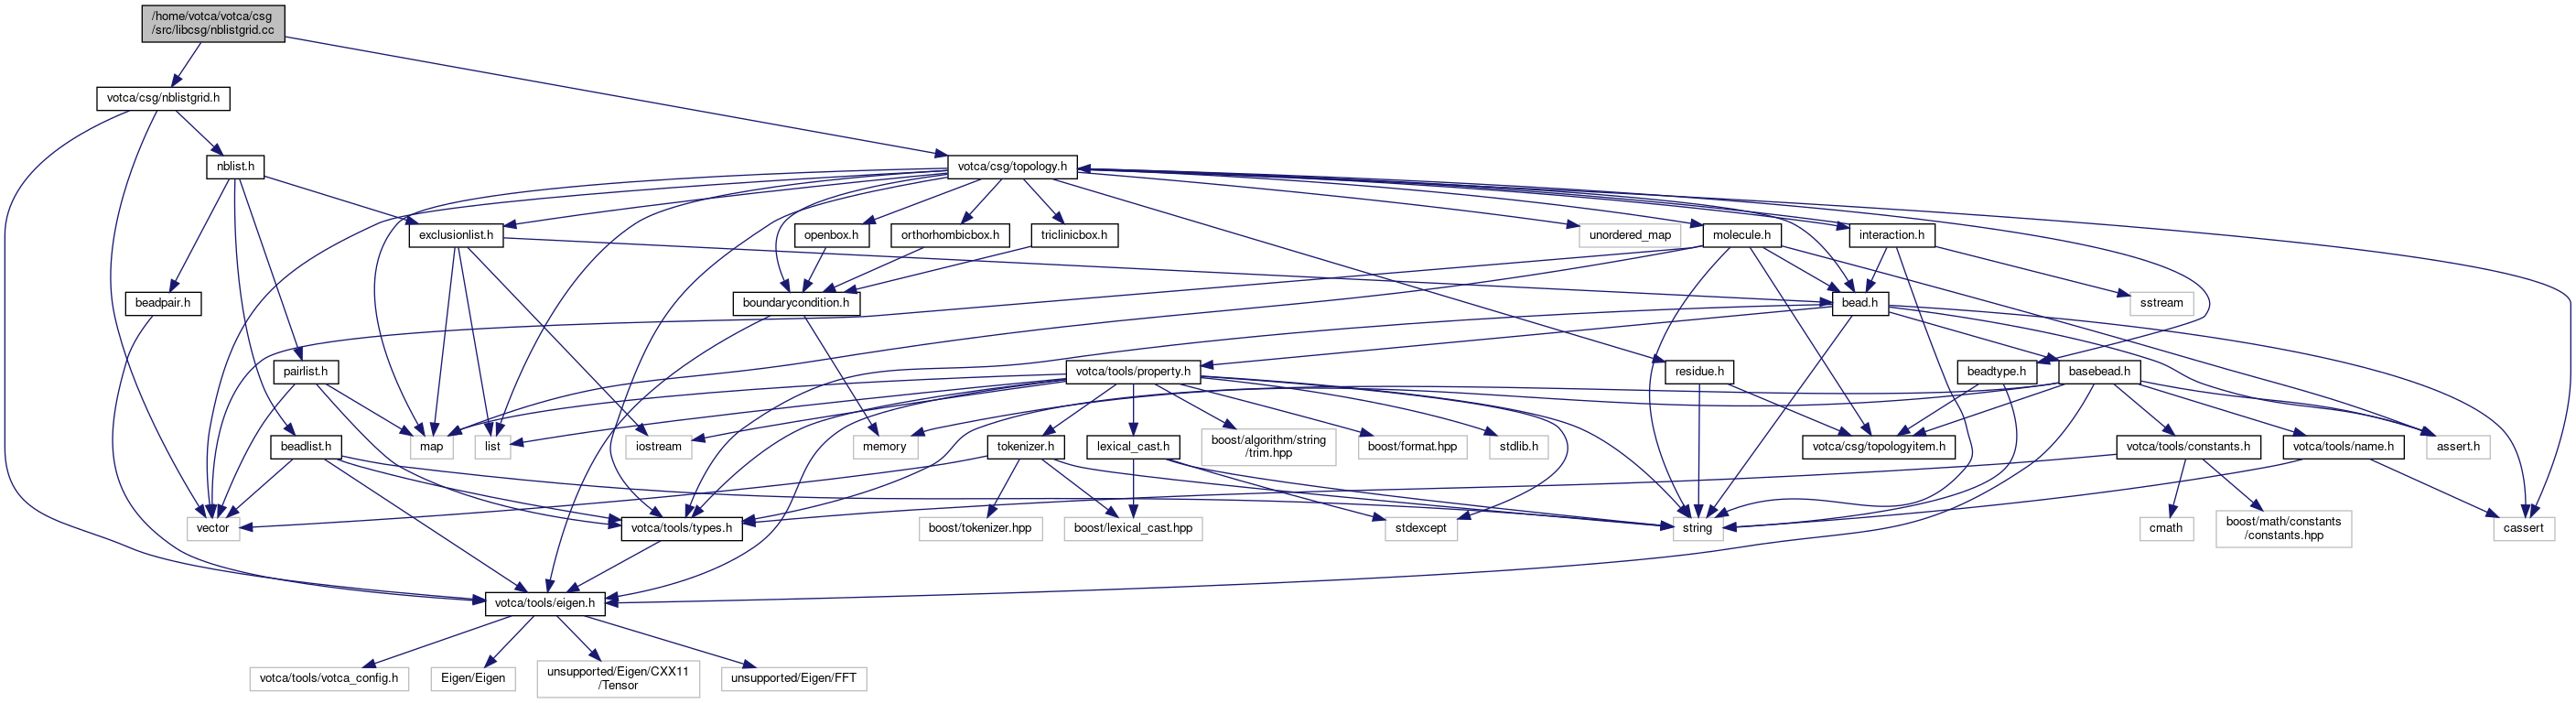 /home/votca/votca/csg
/src/libcsg/nblistgrid.cc
votca/csg/nblistgrid.h
nblist.h
votca/csg/topology.h
exclusionlist.h
openbox.h
orthorhombicbox.h
triclinicbox.h
unordered_map
molecule.h
interaction.h
beadpair.h
boundarycondition.h
bead.h
sstream
pairlist.h
votca/tools/property.h
residue.h
beadtype.h
basebead.h
beadlist.h
map
list
iostream
memory
tokenizer.h
lexical_cast.h
boost/algorithm/string
/trim.hpp
boost/format.hpp
stdlib.h
votca/csg/topologyitem.h
votca/tools/constants.h
votca/tools/name.h
assert.h
vector
votca/tools/types.h
boost/tokenizer.hpp
boost/lexical_cast.hpp
stdexcept
string
cmath
boost/math/constants
/constants.hpp
cassert
votca/tools/eigen.h
votca/tools/votca_config.h
Eigen/Eigen
unsupported/Eigen/CXX11
/Tensor
unsupported/Eigen/FFT